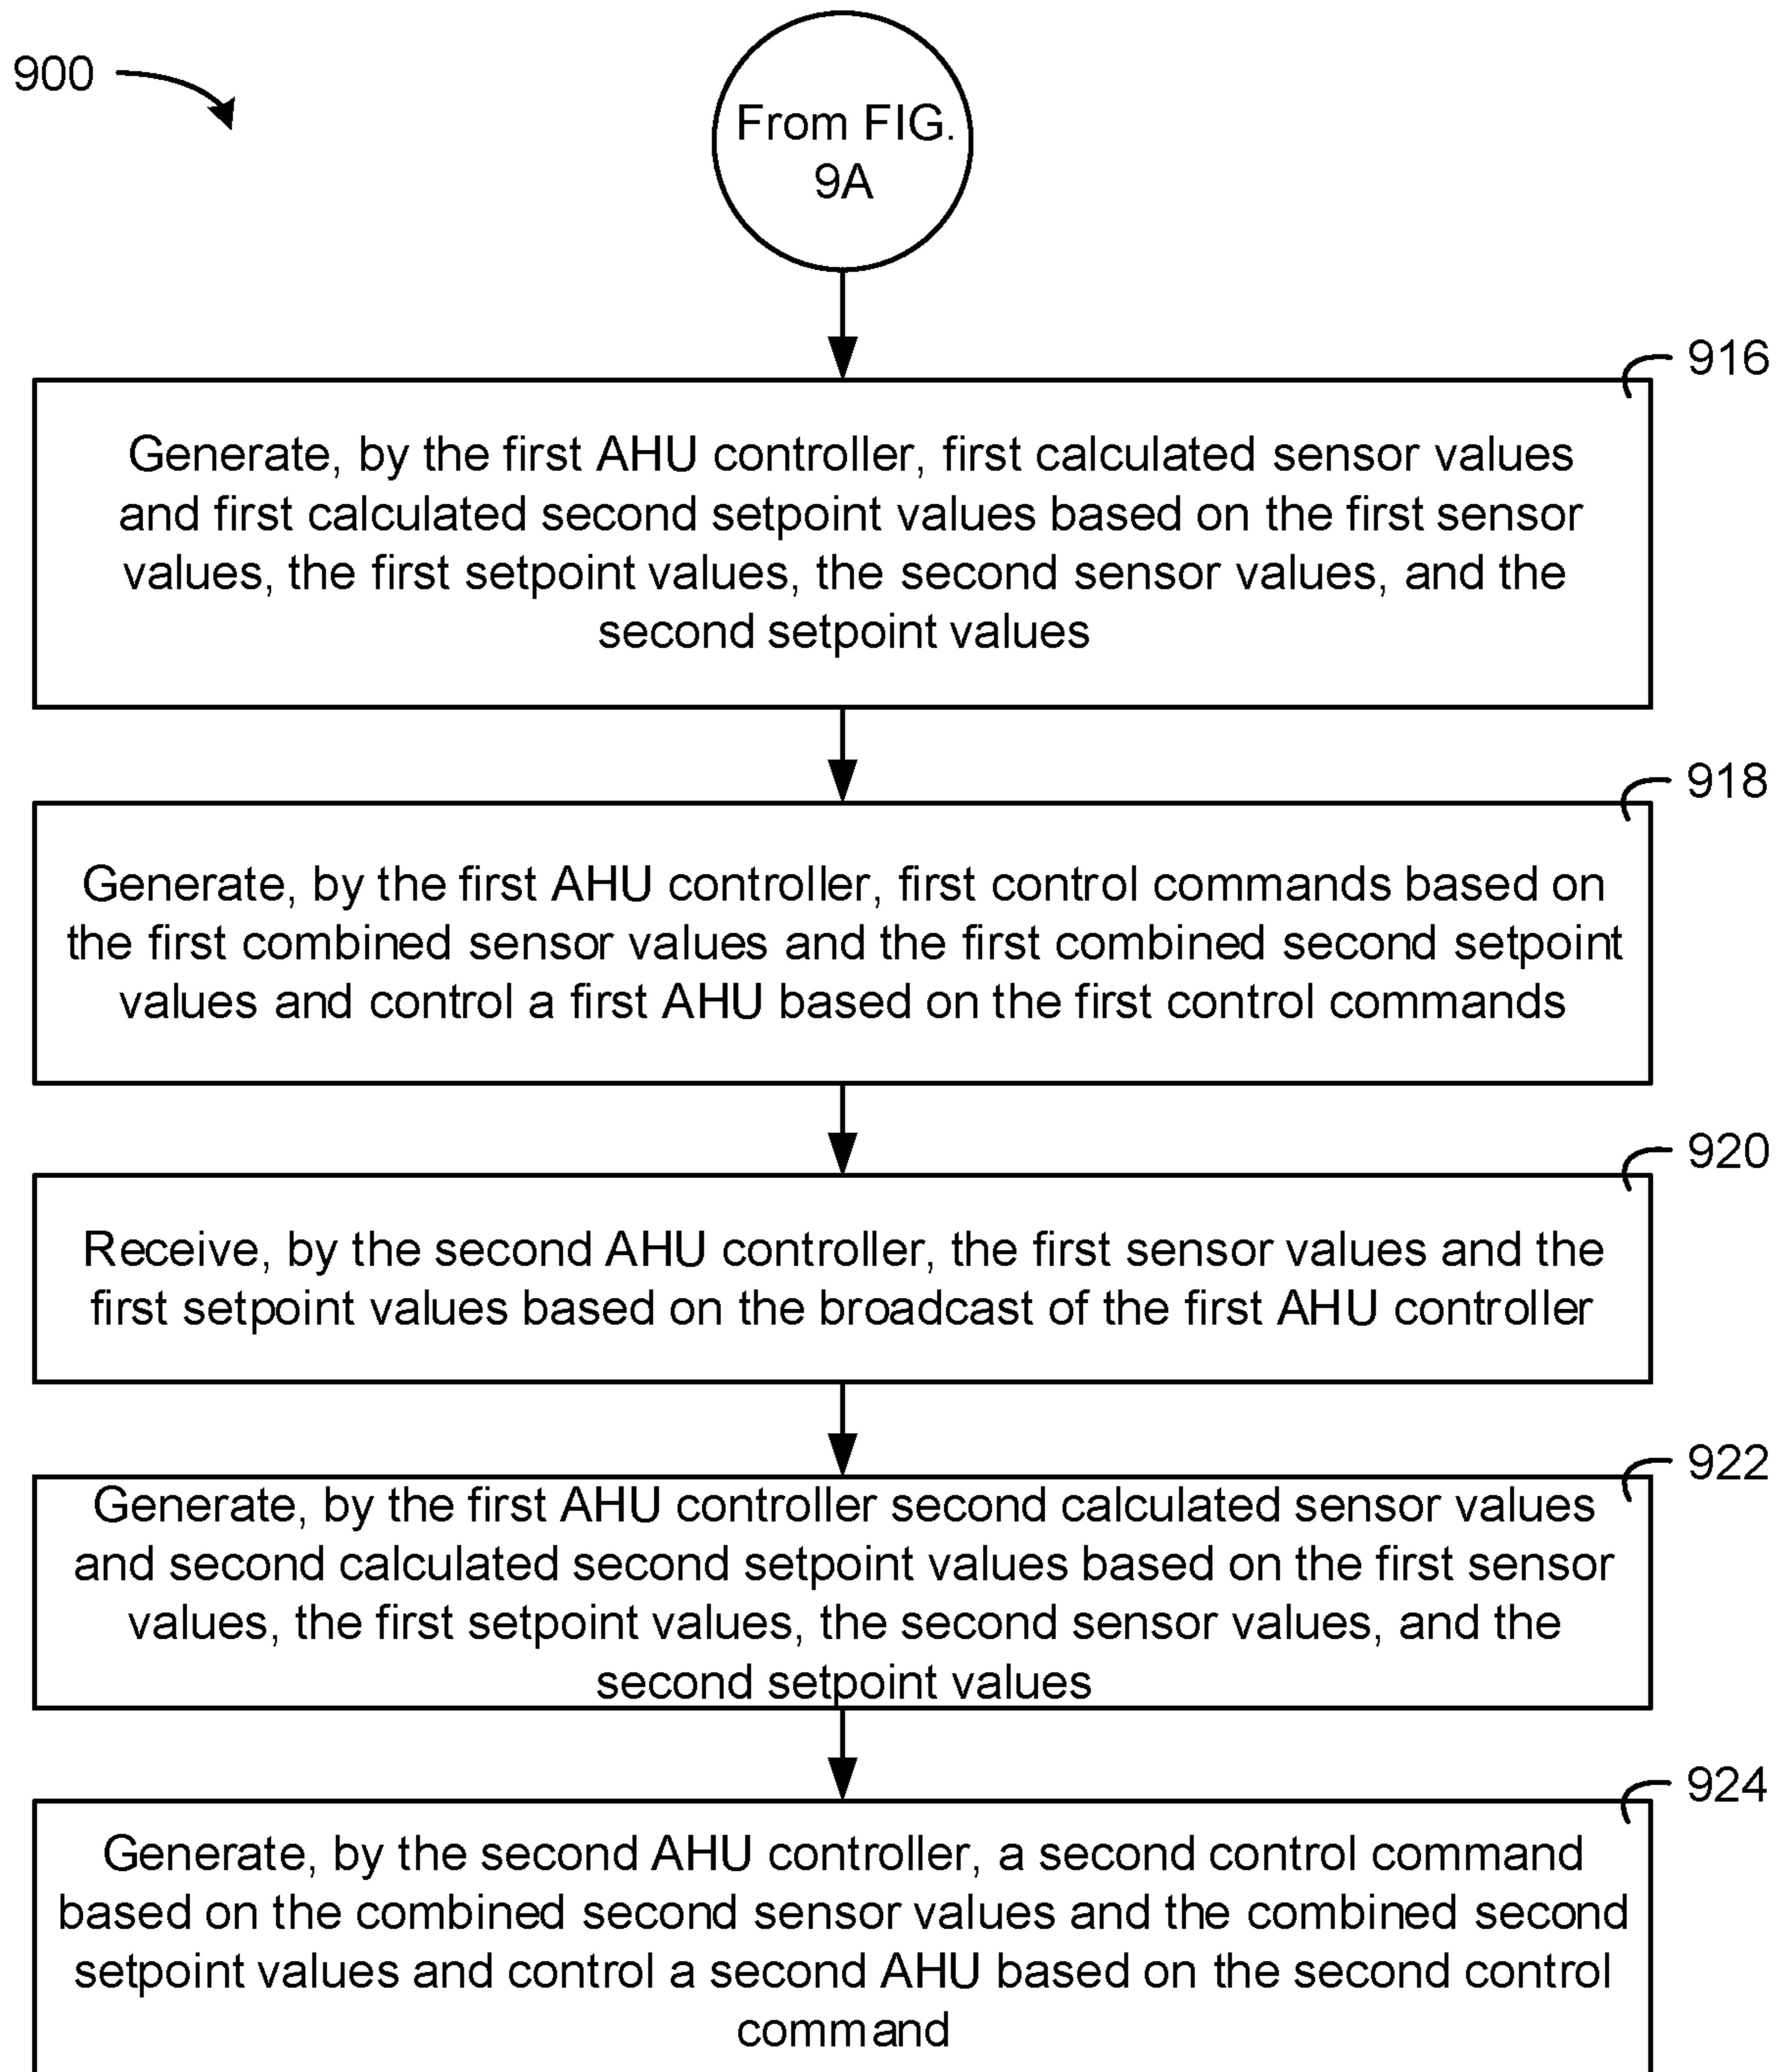 900
From FIG.
9A
916
Generate, by the first AHU controller, first calculated sensor values
and first calculated second setpoint values based on the first sensor
values, the first setpoint values, the second sensor values, and the
second setpoint values
918
Generate, by the first AHU controller, first control commands based on
the first combined sensor values and the first combined second setpoint
values and control a first AHU based on the first control commands
920
Receive, by the second AHU controller, the first sensor values and the
first setpoint values based on the broadcast of the first AHU controller
922
Generate, by the first AHU controller second calculated sensor values
and second calculated second setpoint values based on the first sensor
values, the first setpoint values, the second sensor values, and the
second setpoint values
924
Generate, by the second AHU controller, a second control command
based on the combined second sensor values and the combined second
setpoint values and control a second AHU based on the second control
command